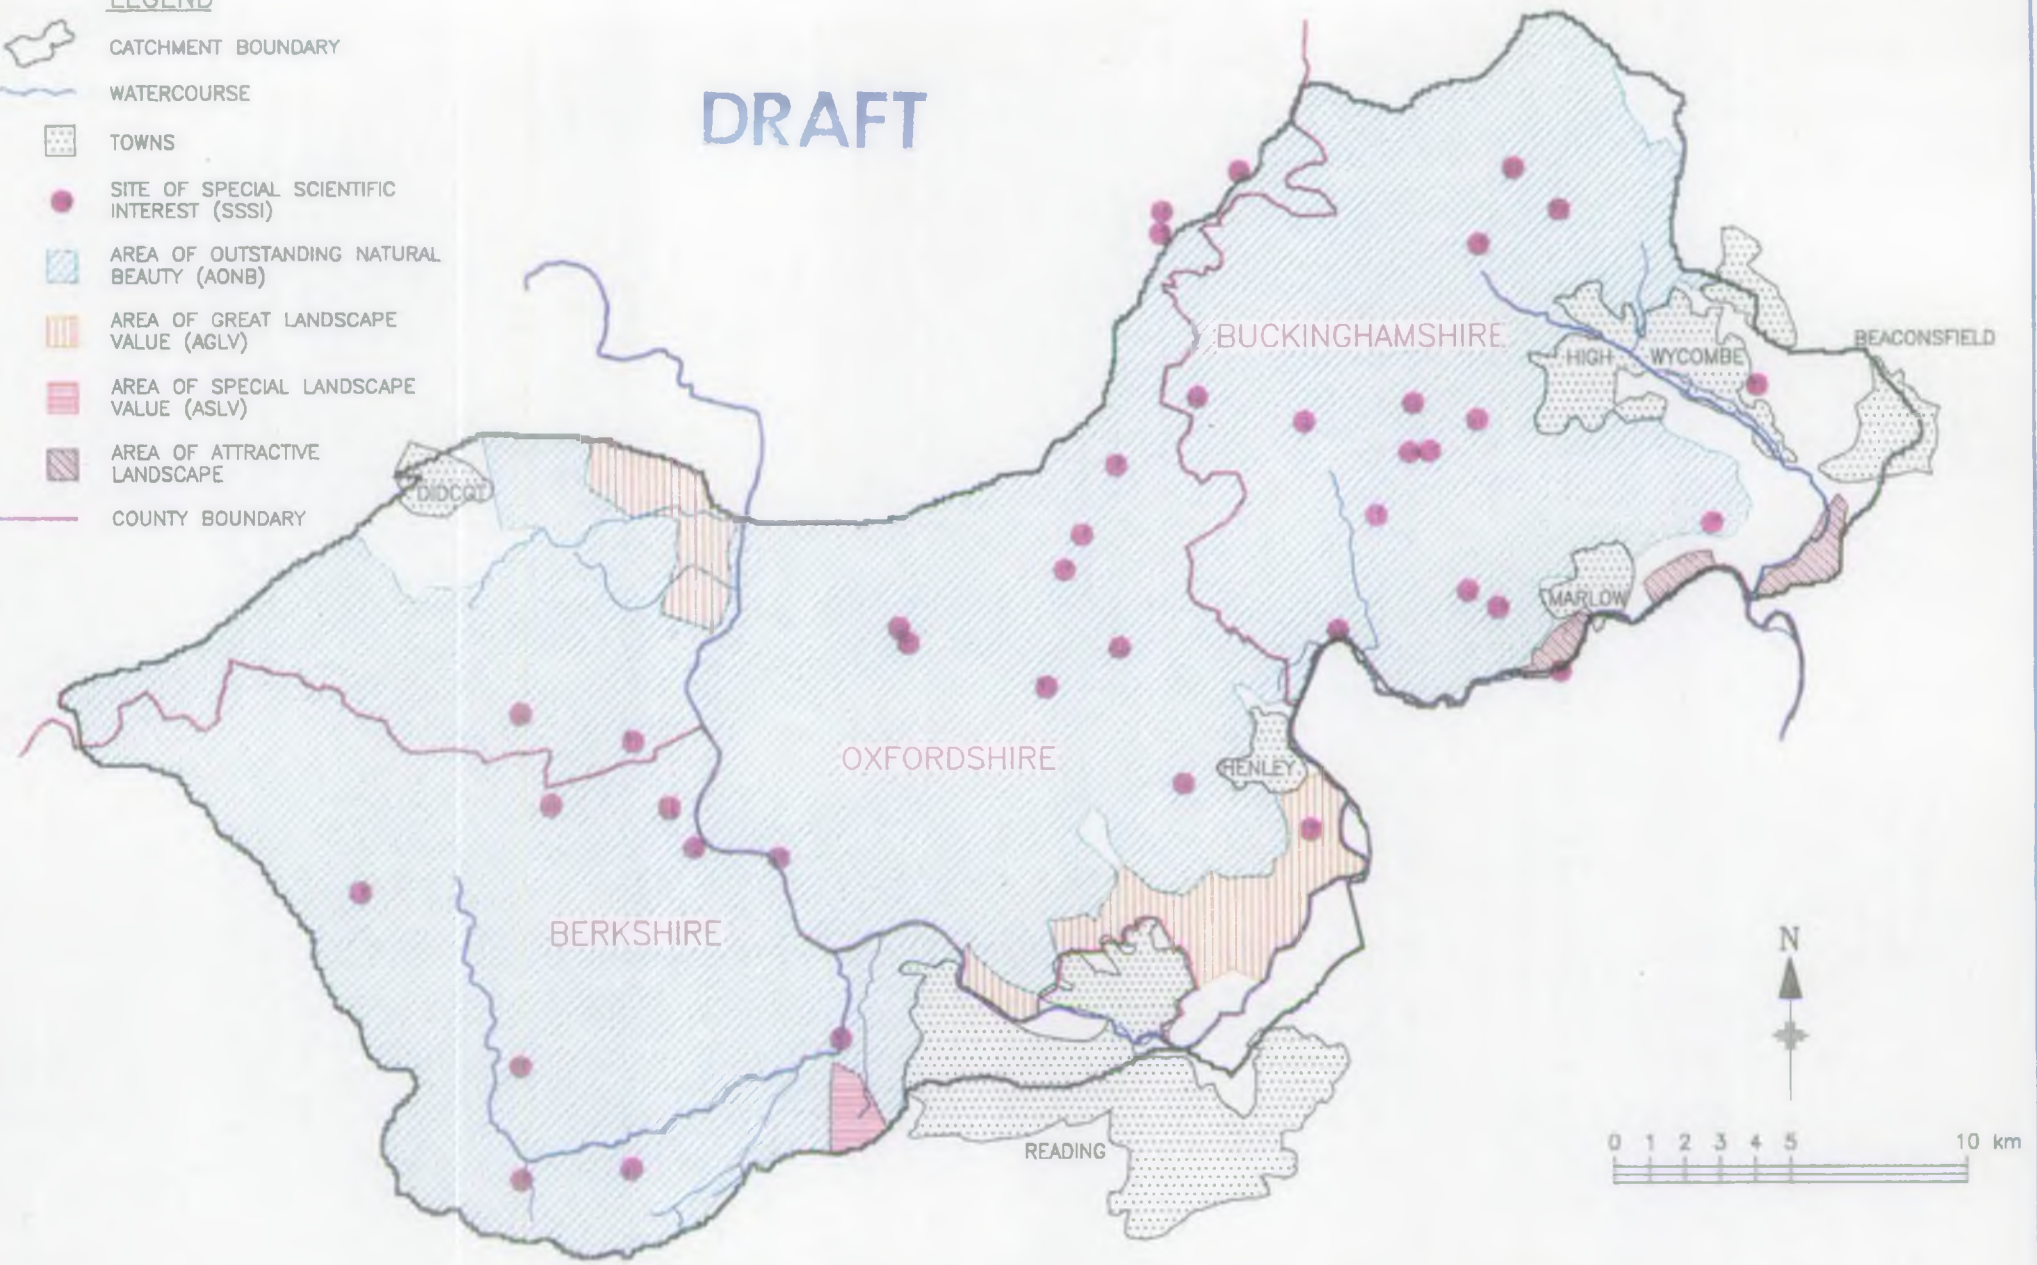 LEGEND
CATCHMENT BOUNDARY
WATERCOURSE
TOWNS
SITE OF SPECIAL SCIENTIFIC
INTEREST (SSSI)
AREA OF OUTSTANDING NATURAL
BEAUTY (AONB)
AREA OF GREAT LANDSCAPE
VALUE (AGLV)
AREA OF SPECIAL LANDSCAPE
VALUE (ASLV)
AREA OF ATTRACTIVE
LANDSCAPE
COUNTY BOUNDARY
DRAFT
BUCKINGHAMSHIRE
BEACONSFIELD
HIGH WYCOMBE
DIDCOT
MARLOW
OXFORDSHIRE
HENLEY
BERKSHIRE
READING
N
0 1 2 3 4 5 10 km